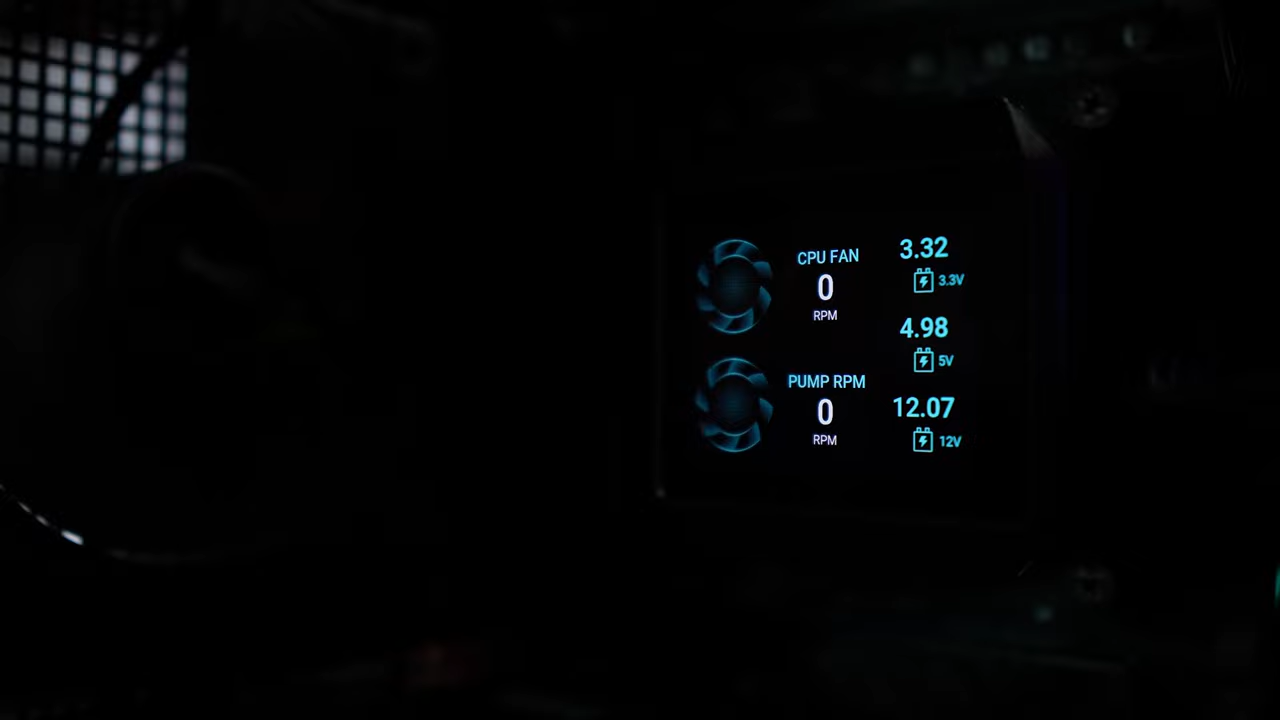 CPU FAN
0
RPM
PUMP RPM
0
RPM
3.32
3.3V
4.98
5V
12.07
12V